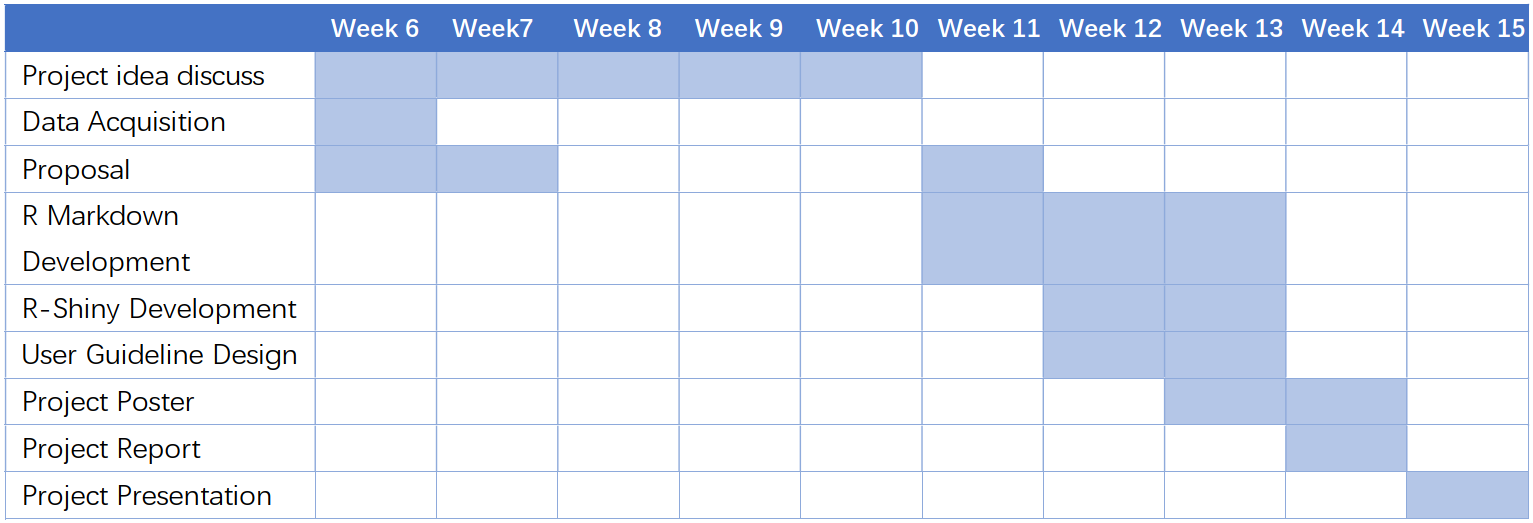 Week 6 Week7 Week 8 Week 9 Week 10 Week 11 Week 12 Week 13 Week 14 Week 15
Project idea discuss
Data Acquisition
Proposal
R Markdown
Development
R-Shiny Development
User Guideline Design
Project Poster
Project Report
Project Presentation